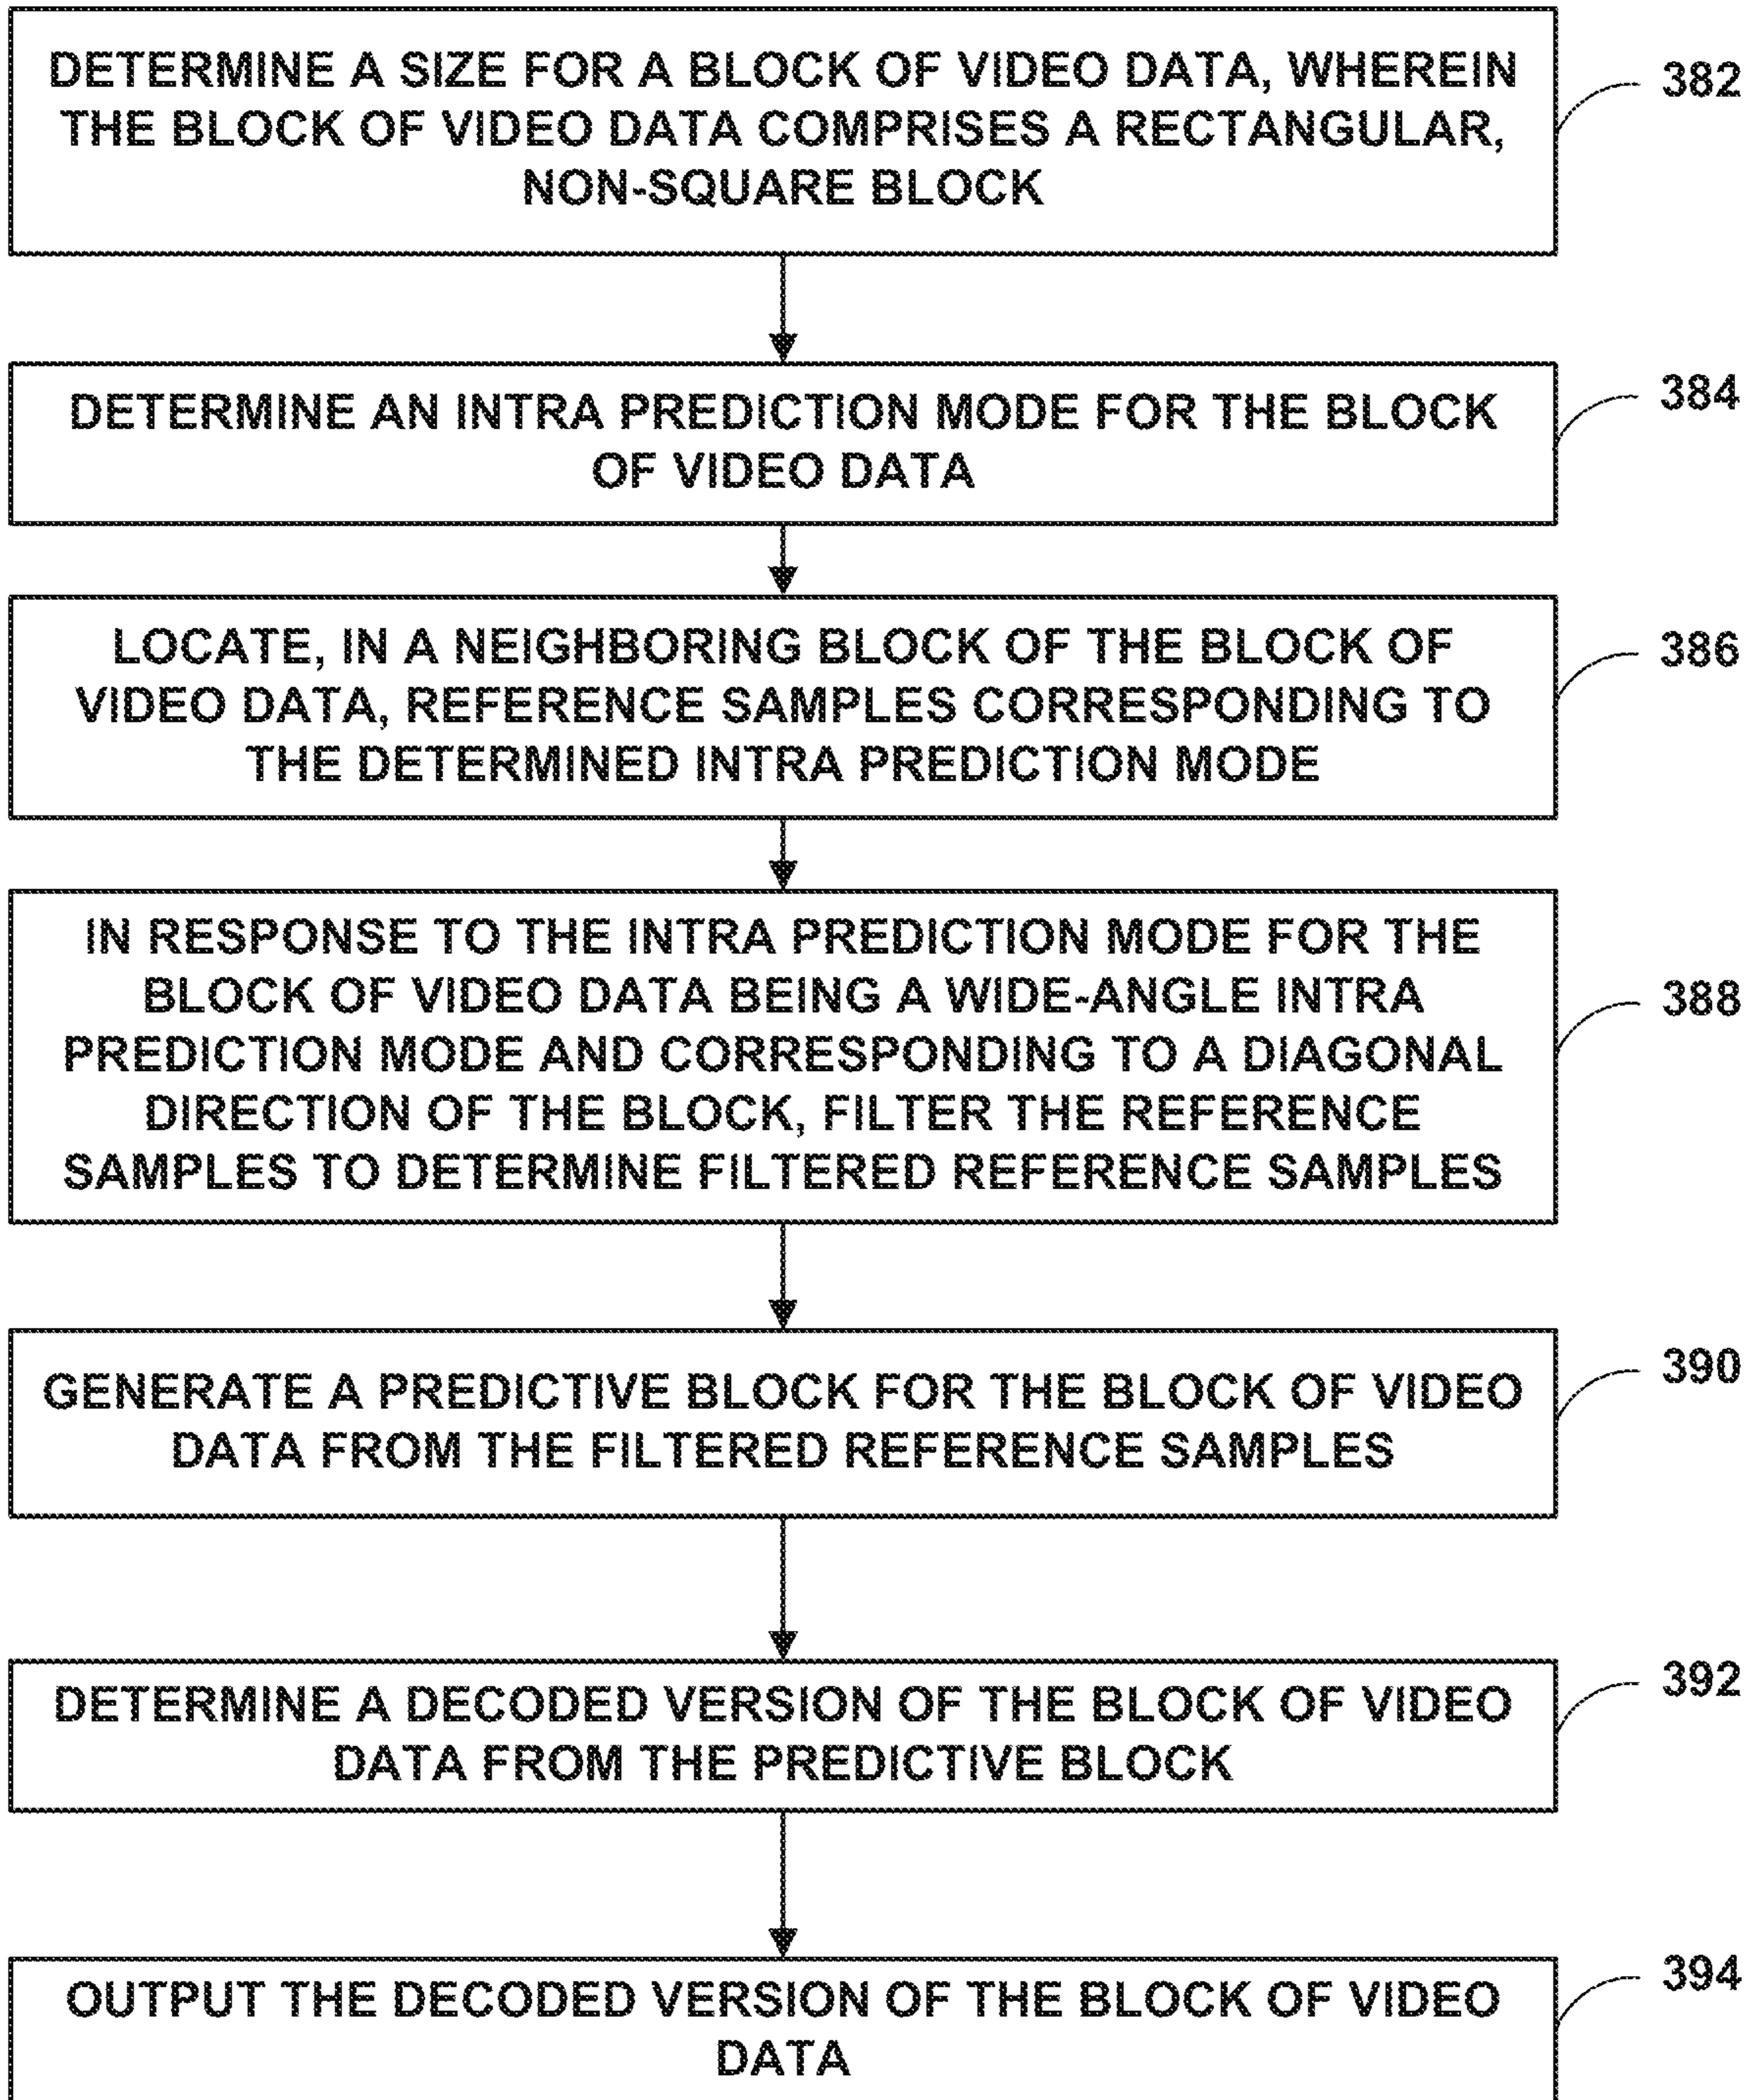 DETERMINE A SIZE FOR A BLOCK OF VIDEO DATA, WHEREIN
THE BLOCK OF VIDEO DATA COMPRISES A RECTANGULAR,
NON-SQUARE BLOCK
382
DETERMINE AN INTRA PREDICTION MODE FOR THE BLOCK
OF VIDEO DATA
384
LOCATE, IN A NEIGHBORING BLOCK OF THE BLOCK OF
VIDEO DATA, REFERENCE SAMPLES CORRESPONDING TO
THE DETERMINED INTRA PREDICTION MODE
386
IN RESPONSE TO THE INTRA PREDICTION MODE FOR THE
BLOCK OF VIDEO DATA BEING A WIDE-ANGLE INTRA
PREDICTION MODE AND CORRESPONDING TO A DIAGONAL
DIRECTION OF THE BLOCK, FILTER THE REFERENCE
SAMPLES TO DETERMINE FILTERED REFERENCE SAMPLES
388
GENERATE A PREDICTIVE BLOCK FOR THE BLOCK OF VIDEO
DATA FROM THE FILTERED REFERENCE SAMPLES
390
DETERMINE A DECODED VERSION OF THE BLOCK OF VIDEO
DATA FROM THE PREDICTIVE BLOCK
392
OUTPUT THE DECODED VERSION OF THE BLOCK OF VIDEO
DATA
394